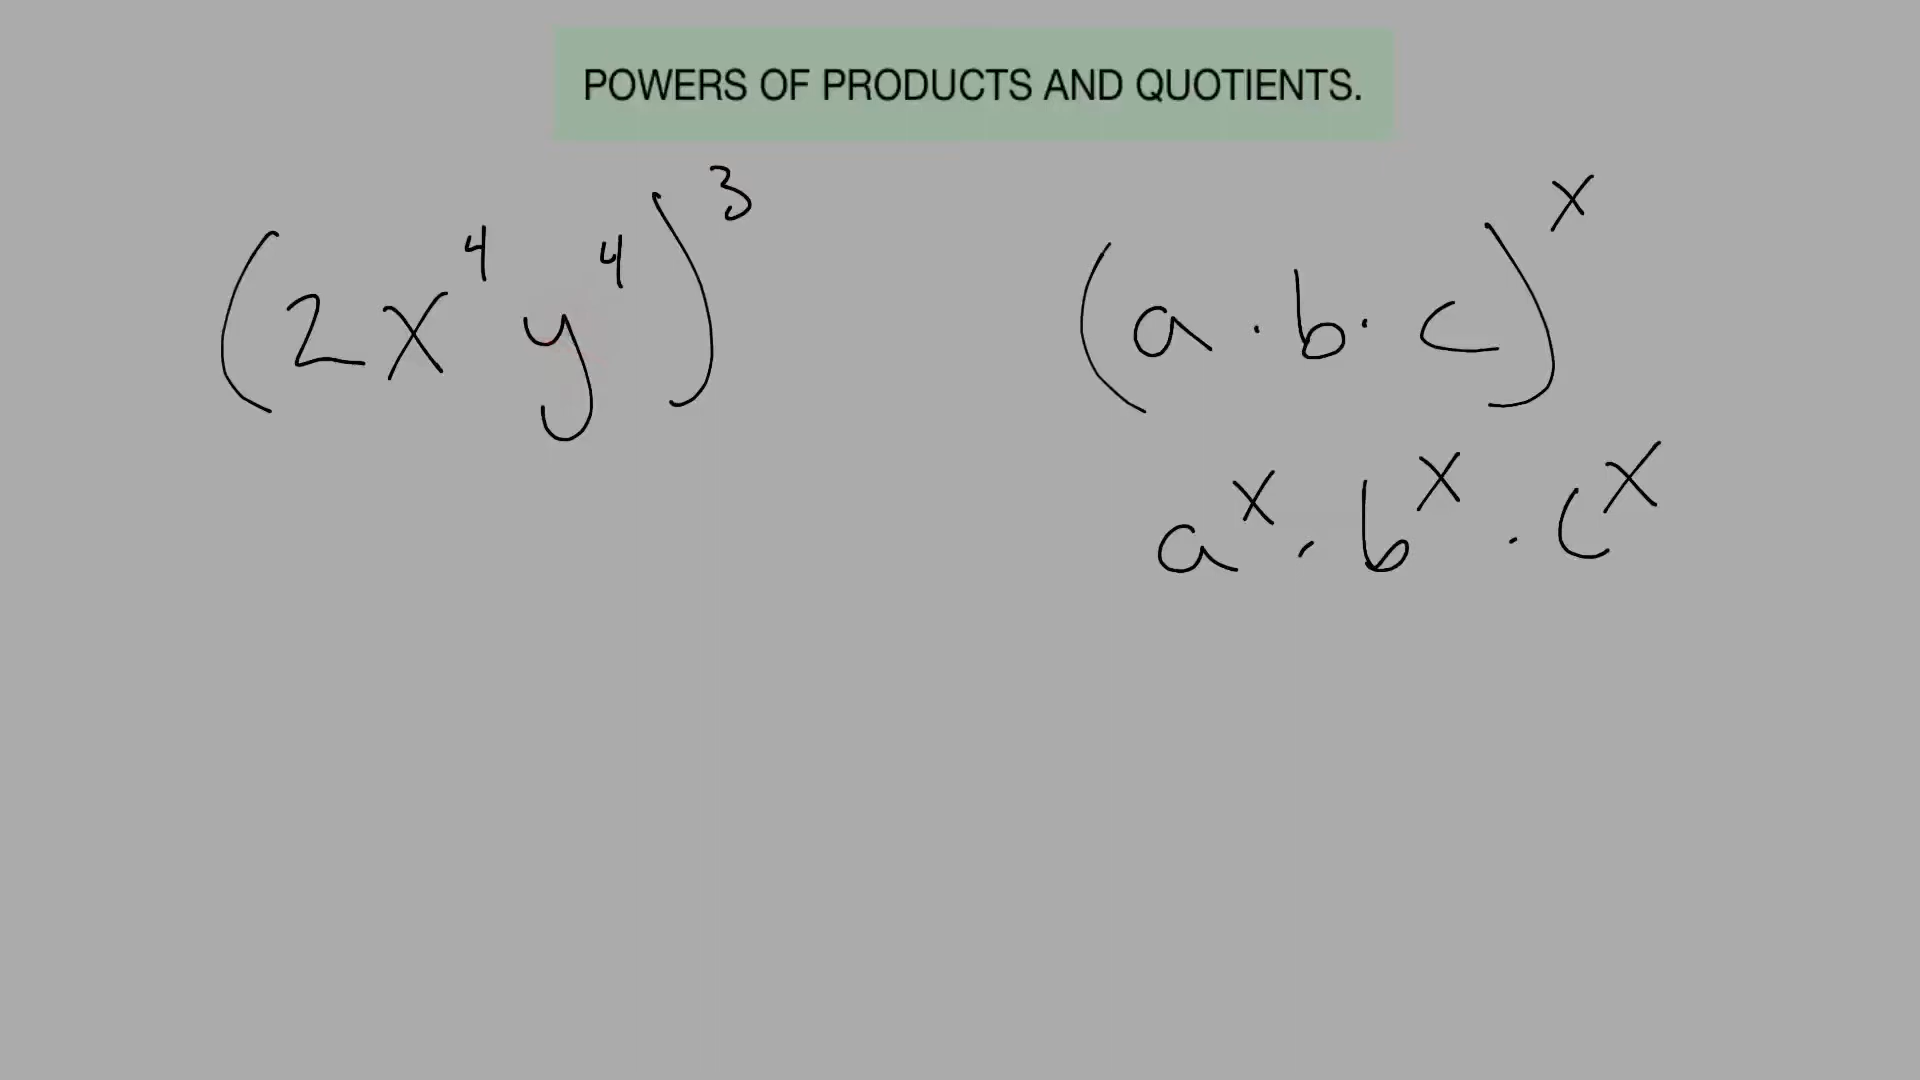 POWERS OF PRODUCTS AND QUOTIENTS.
(2x⁴y⁴)³
(a · b · c)ˣ
aˣ · bˣ · cˣ